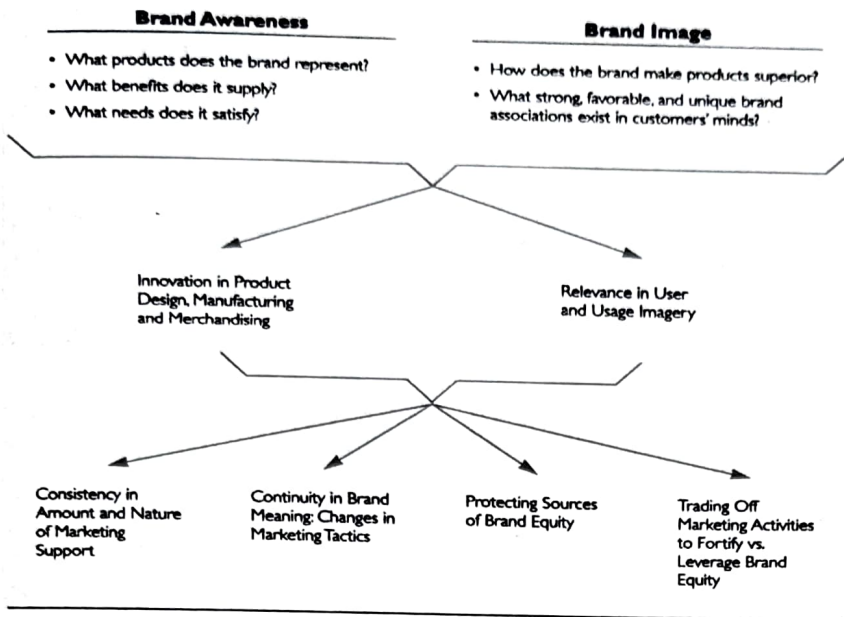 Brand Awareness
• What products does the brand represent?
• What benefits does it supply?
• What needs does it satisfy?
Brand Image
• How does the brand make products superior?
• What strong, favorable, and unique brand
associations exist in customers' minds?
Innovation in Product
Design, Manufacturing
and Merchandising
Relevance in User
and Usage Imagery
Consistency in
Amount and Nature
of Marketing
Support
Continuity in Brand
Meaning: Changes in
Marketing Tactics
Protecting Sources
of Brand Equity
Trading Off
Marketing Activities
to Fortify vs.
Leverage Brand
Equity